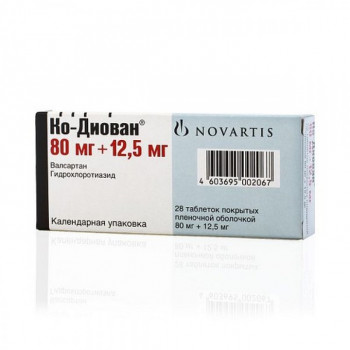 Ко-Диован®
80 мг + 12,5 мг
Валсартан
Гидрохлоротиазид
Календарная упаковка
NOVARTIS
4 603695 002067
28 таблеток покрытых
пленочной оболочкой
80 мг + 12,5 мг